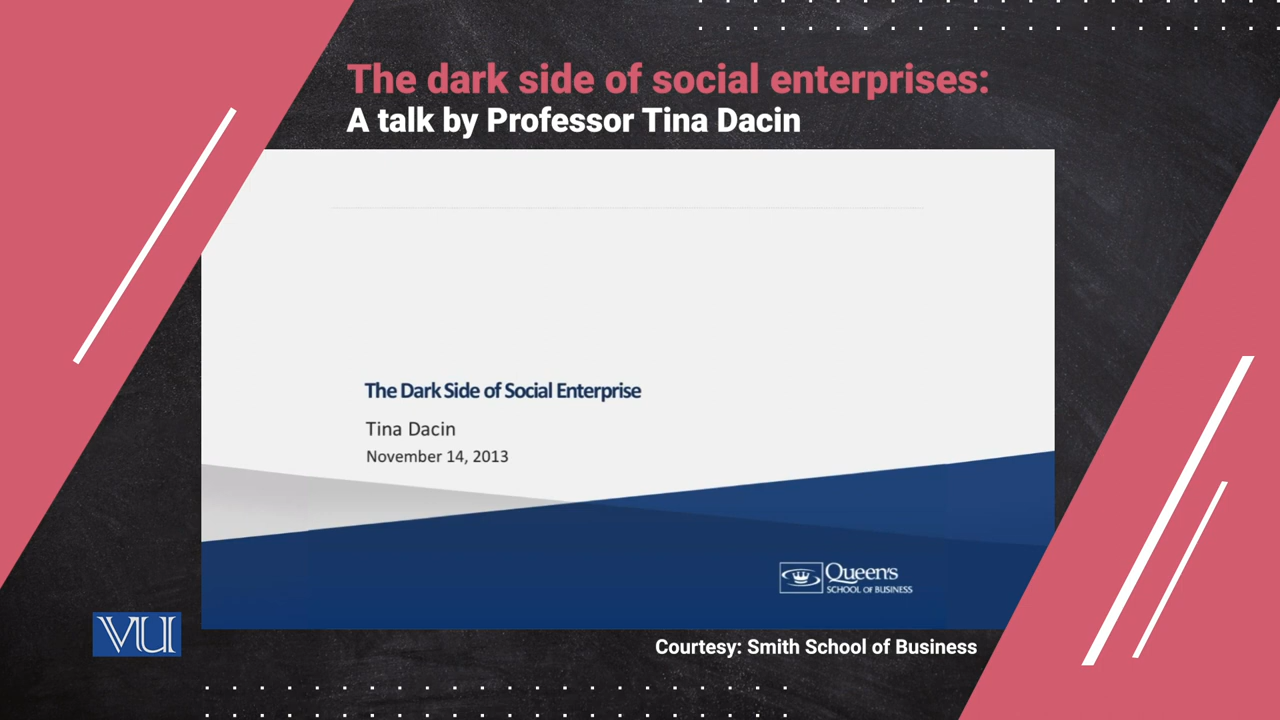 The dark side of social enterprises:
A talk by Professor Tina Dacin
The Dark Side of Social Enterprise
Tina Dacin
November 14, 2013
Queen's
SCHOOL OF BUSINESS
VU
Courtesy: Smith School of Business